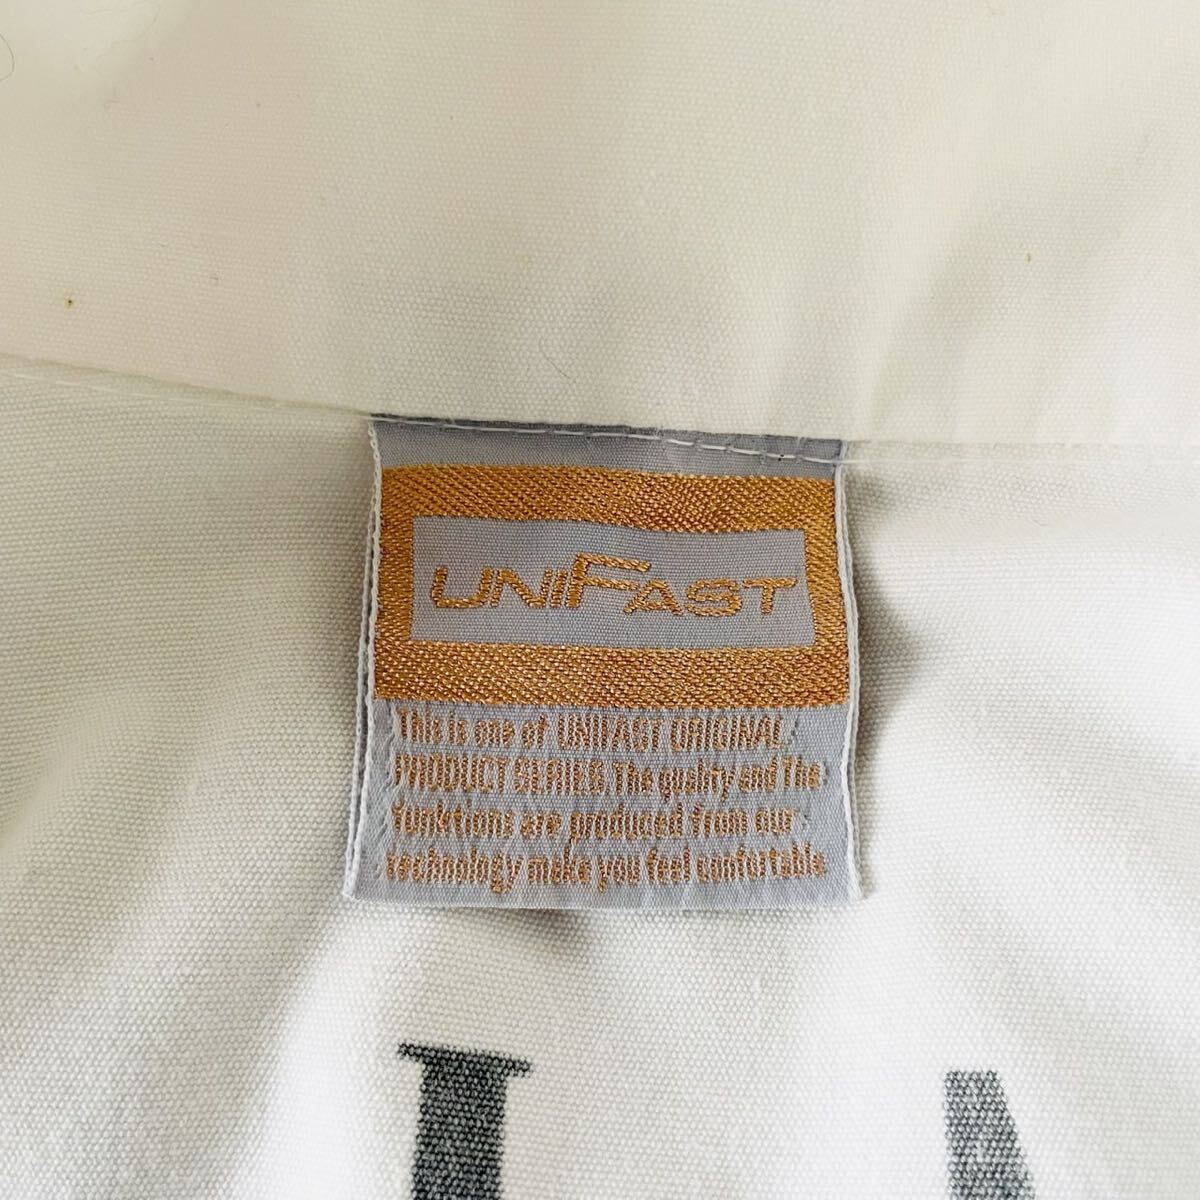 UNIFAST
This is one of UNIFAST ORIGINAL
PRODUCT SERIES. The quality and The
funktions are produced from our
technology make you feel comfortable